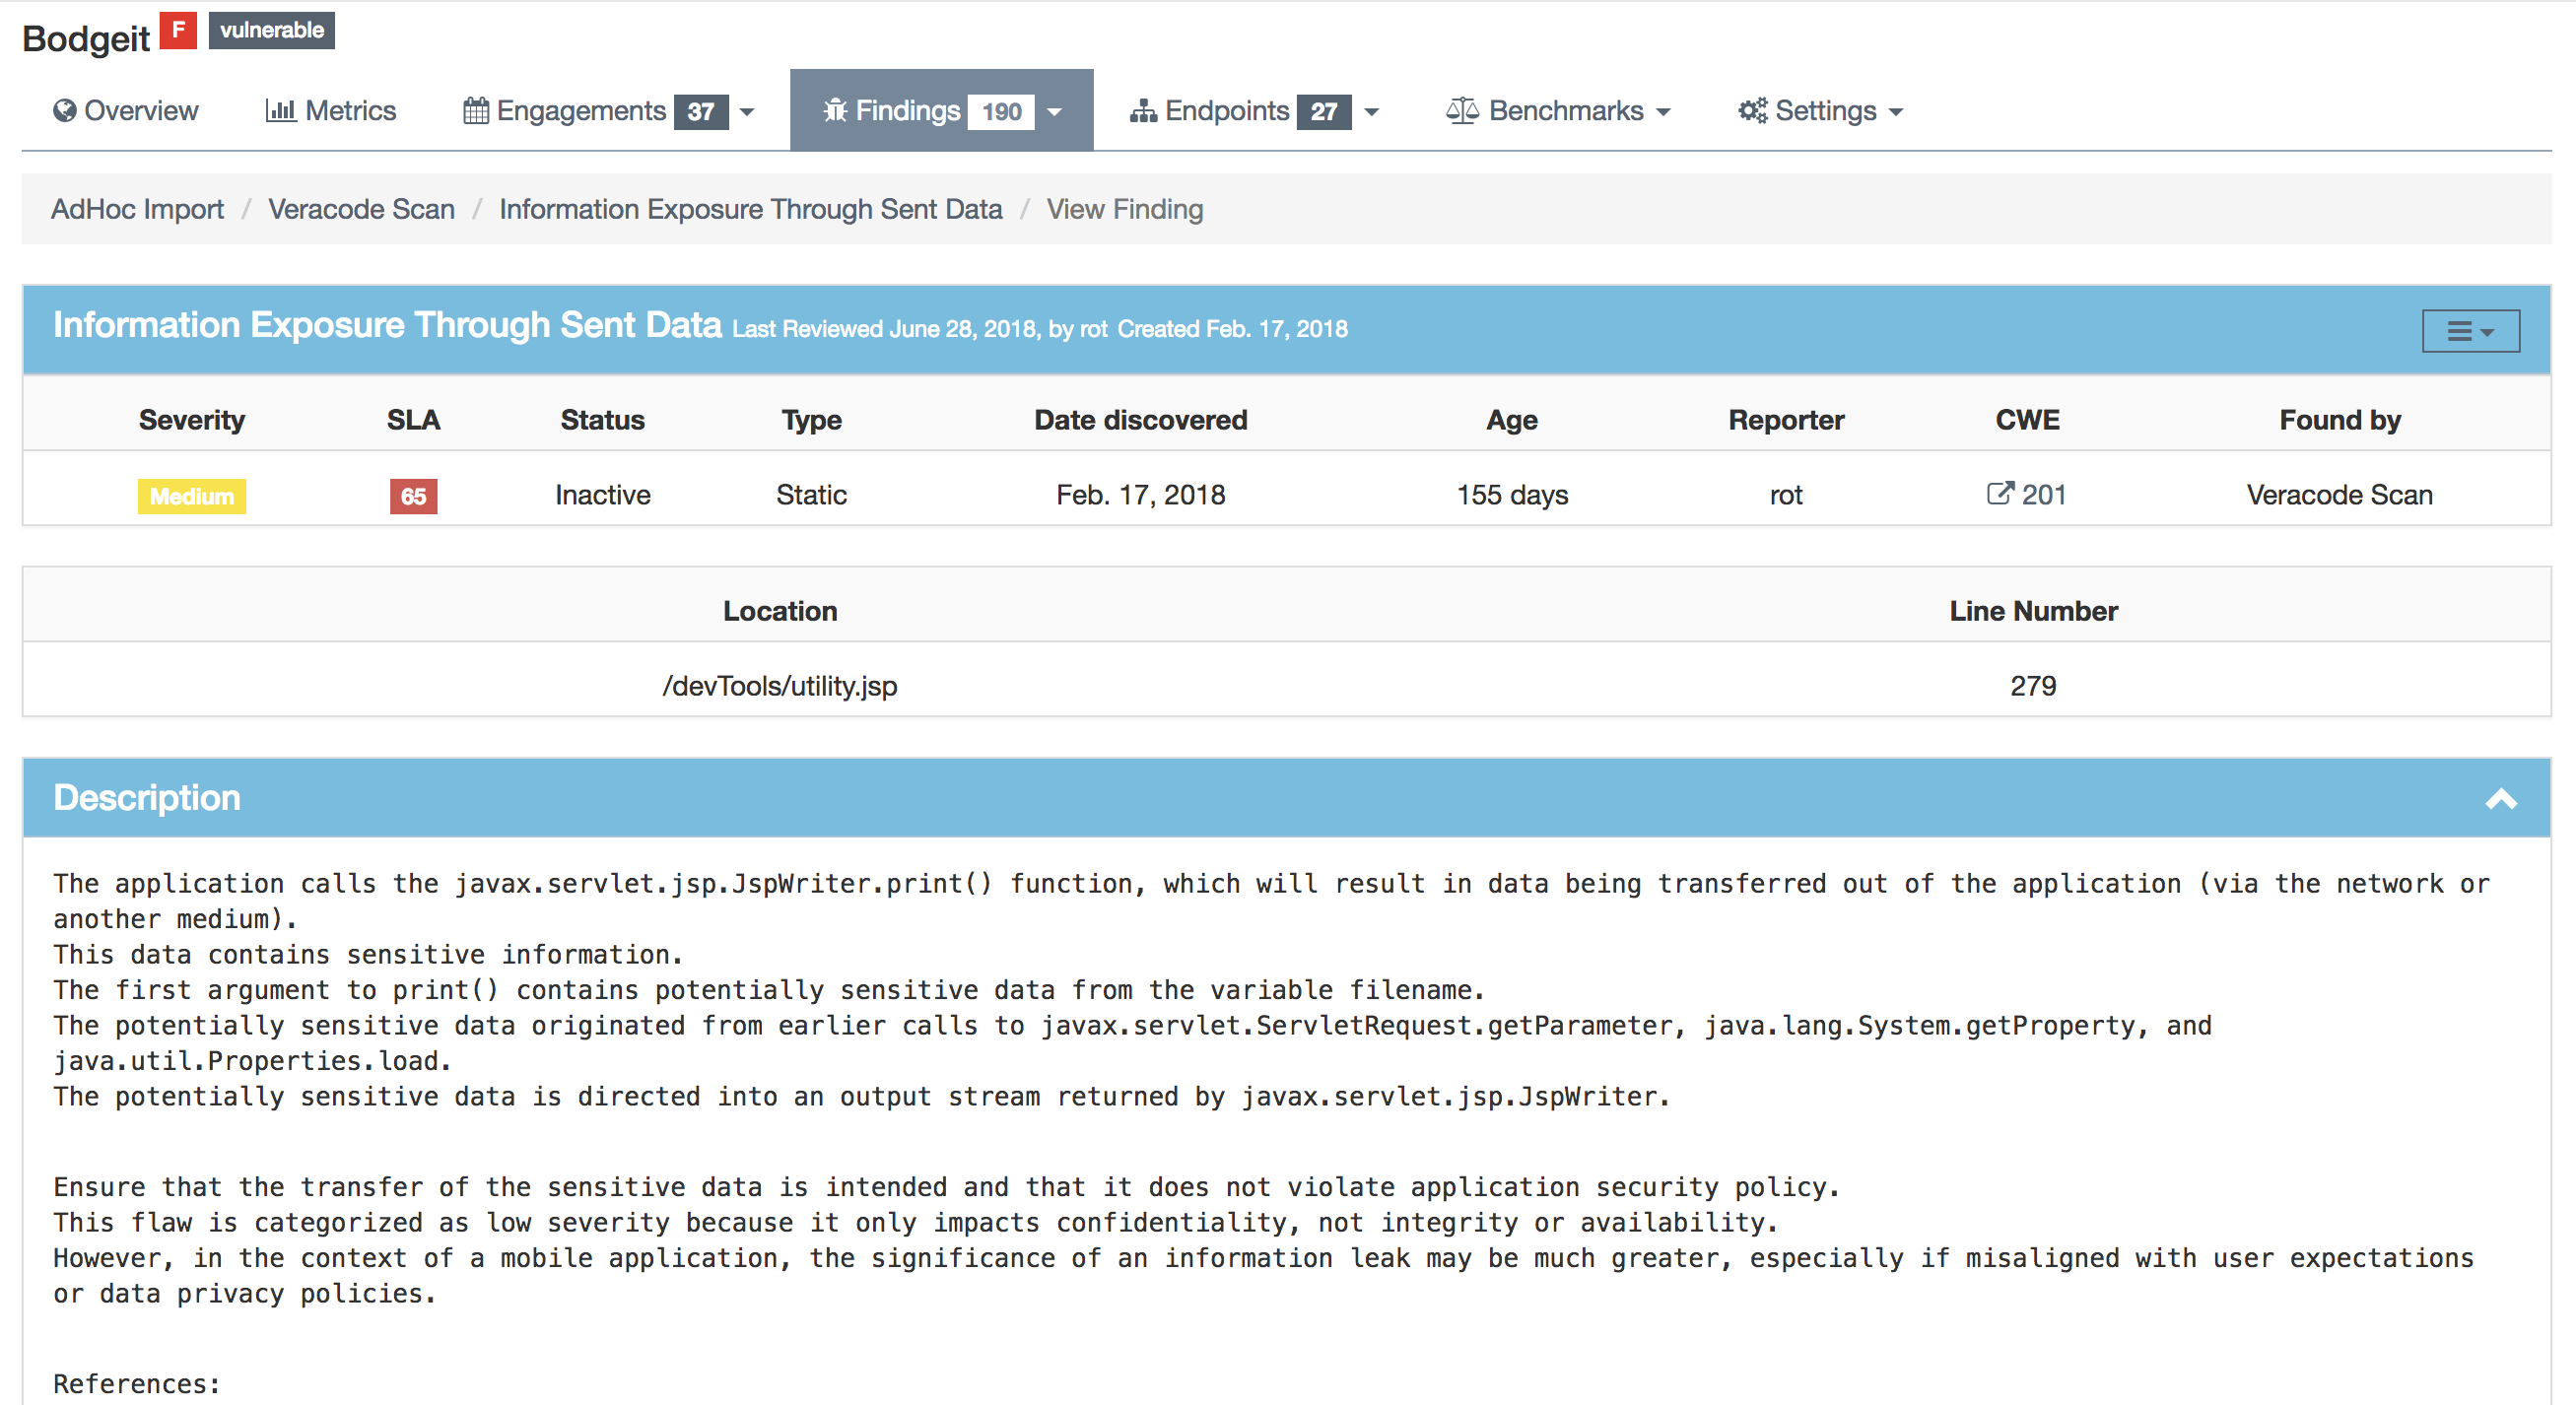 Bodgeit F vulnerable
Overview Metrics Engagements 37 Findings 190 Endpoints 27 Benchmarks Settings
AdHoc Import / Veracode Scan / Information Exposure Through Sent Data / View Finding
Information Exposure Through Sent Data Last Reviewed June 28, 2018, by rot Created Feb. 17, 2018
Severity SLA Status Type Date discovered Age Reporter CWE Found by
Medium 65 Inactive Static Feb. 17, 2018 155 days rot 201 Veracode Scan
Location Line Number
/devTools/utility.jsp 279
Description
The application calls the javax.servlet.jsp.JspWriter.print() function, which will result in data being transferred out of the application (via the network or
another medium).
This data contains sensitive information.
The first argument to print() contains potentially sensitive data from the variable filename.
The potentially sensitive data originated from earlier calls to javax.servlet.ServletRequest.getParameter, java.lang.System.getProperty, and
java.util.Properties.load.
The potentially sensitive data is directed into an output stream returned by javax.servlet.jsp.JspWriter.
Ensure that the transfer of the sensitive data is intended and that it does not violate application security policy.
This flaw is categorized as low severity because it only impacts confidentiality, not integrity or availability.
However, in the context of a mobile application, the significance of an information leak may be much greater, especially if misaligned with user expectations
or data privacy policies.
References: